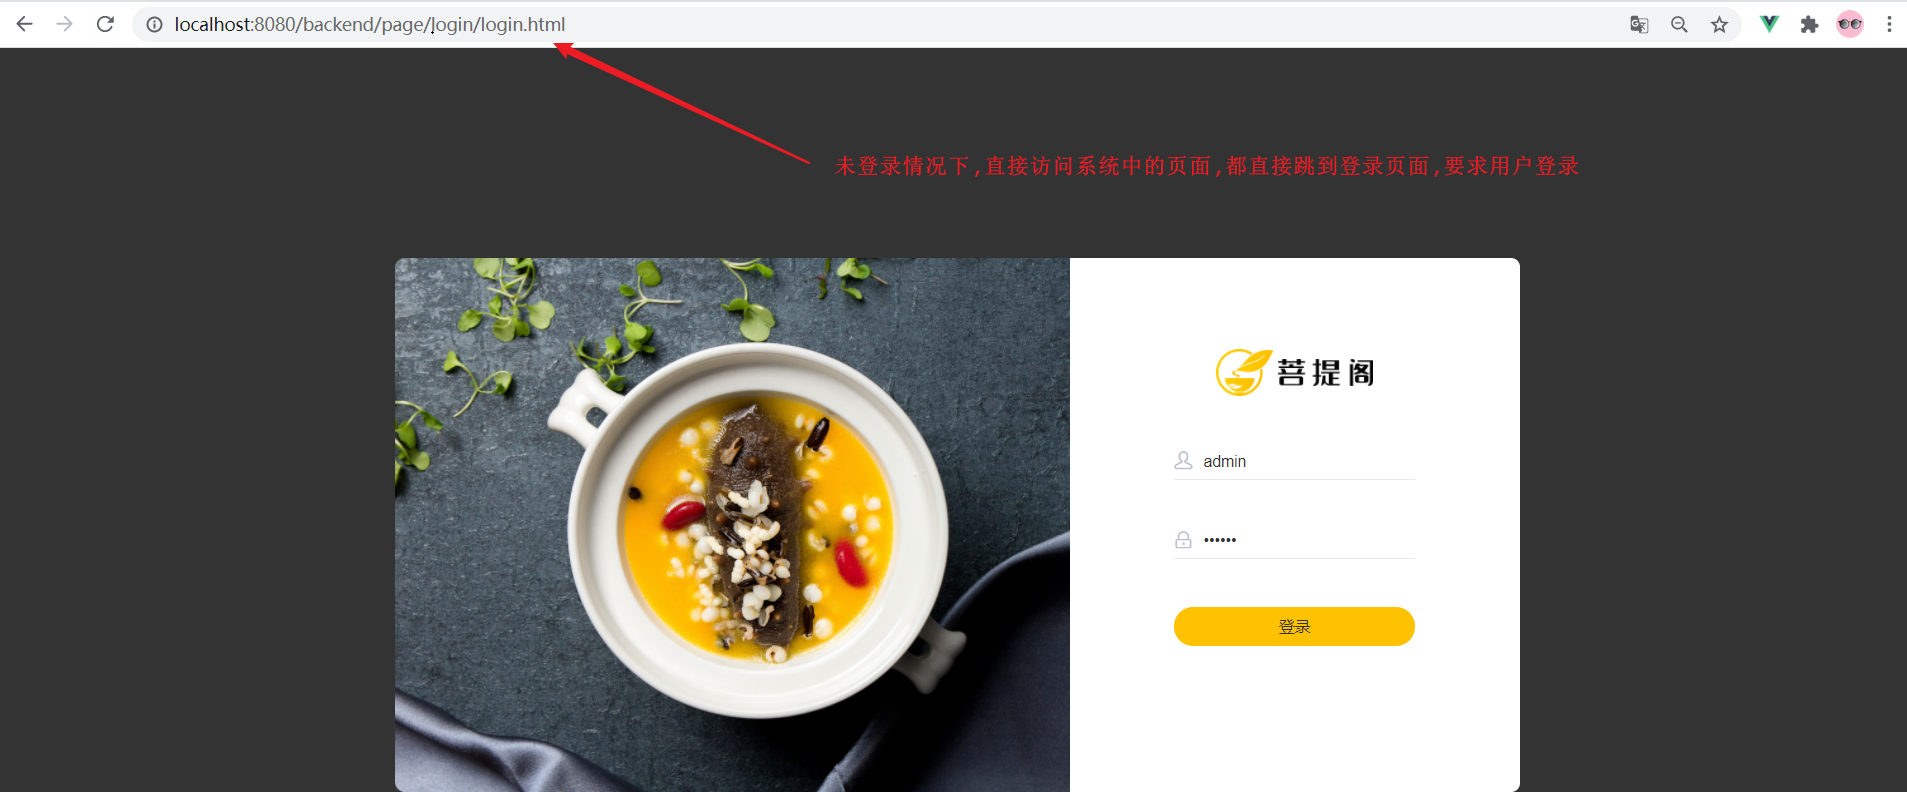 localhost:8080/backend/page/login/login.html
未登录情况下,直接访问系统中的页面,都直接跳到登录页面,要求用户登录
菩提阁
admin
••••••
登录